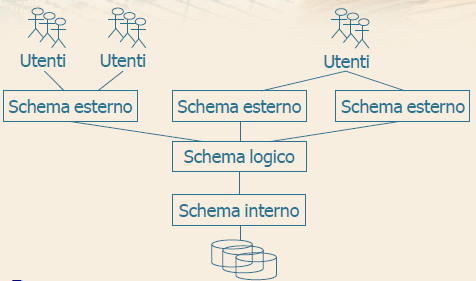 Utenti
Utenti
Utenti
Schema esterno
Schema esterno
Schema esterno
Schema logico
Schema interno